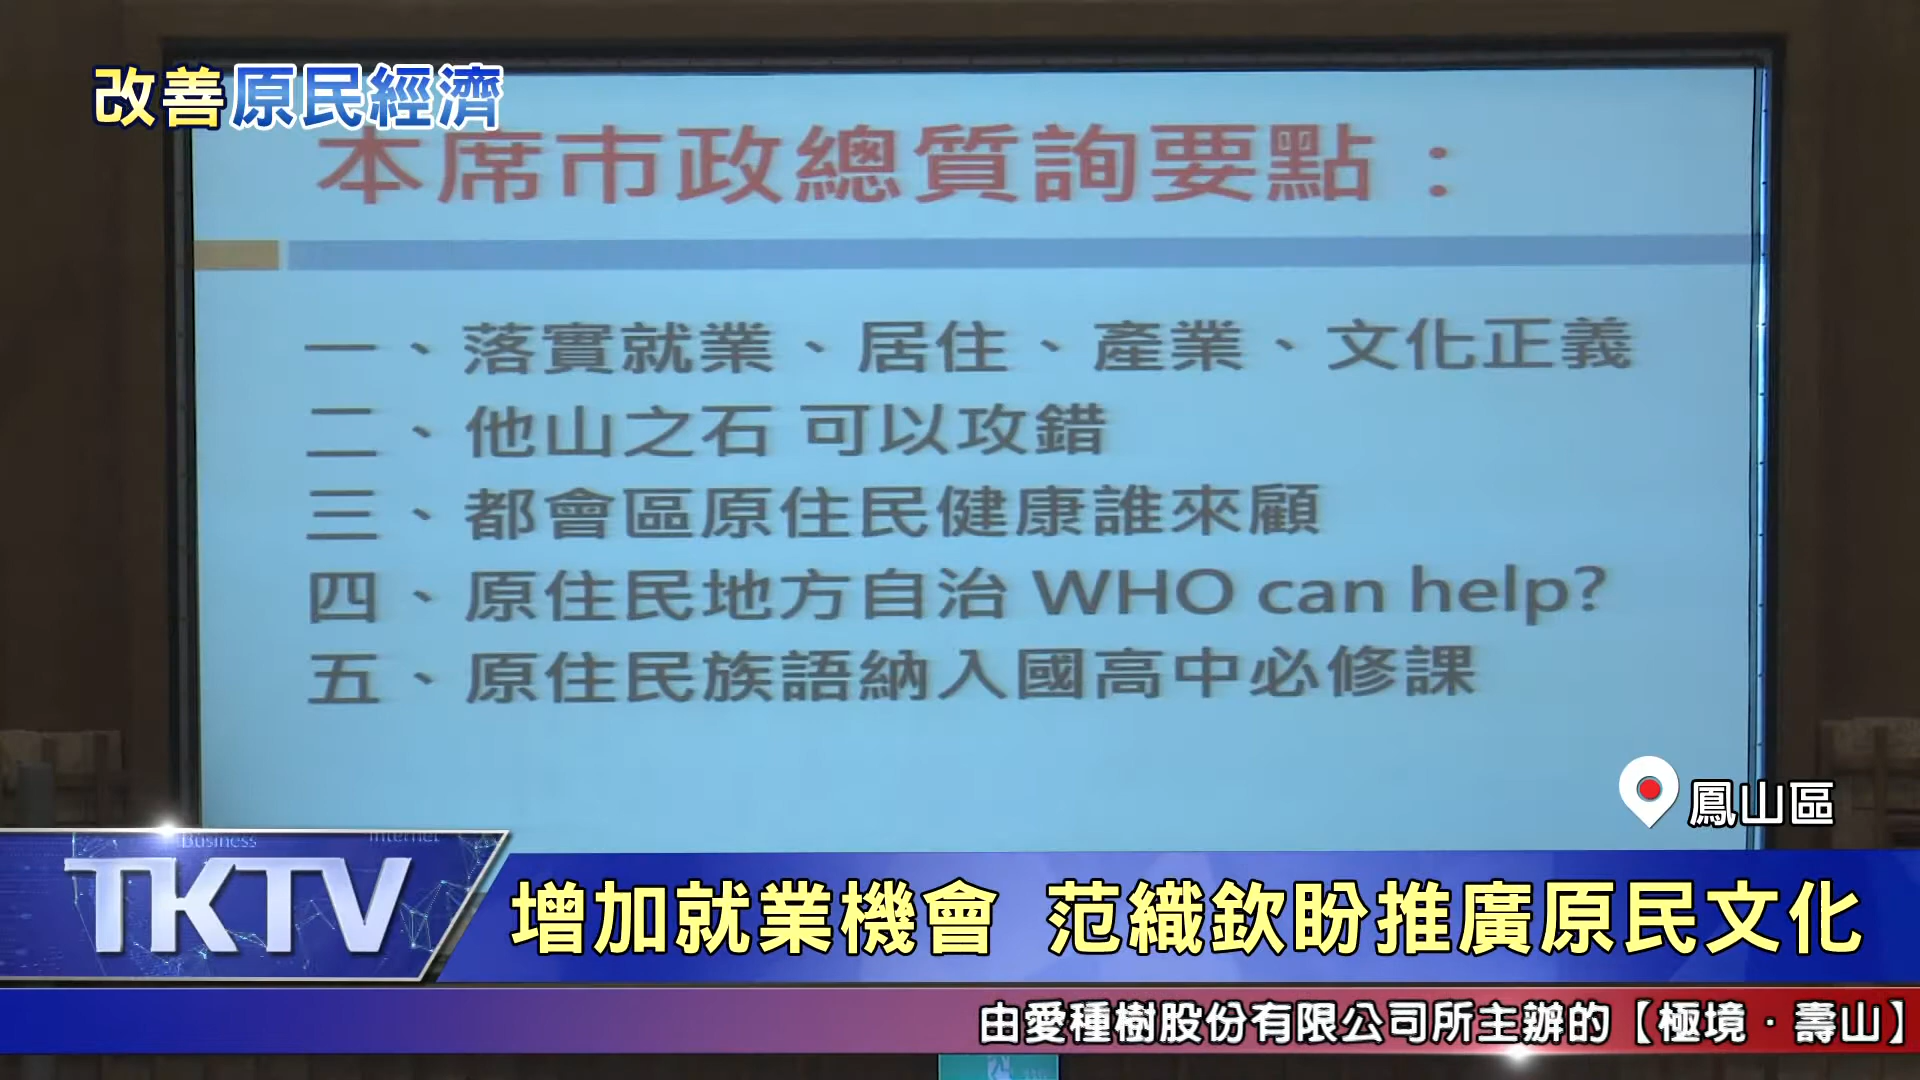 改善原民經濟
本席市政總質詢要點：
一、落實就業、居住、產業、文化正義
二、他山之石 可以攻錯
三、都會區原住民健康誰來顧
四、原住民地方自治 WHO can help?
五、原住民族語納入國高中必修課
鳳山區
Business
Internet
TKTV
增加就業機會 范織欽盼推廣原民文化
由愛種樹股份有限公司所主辦的【極境‧壽山】